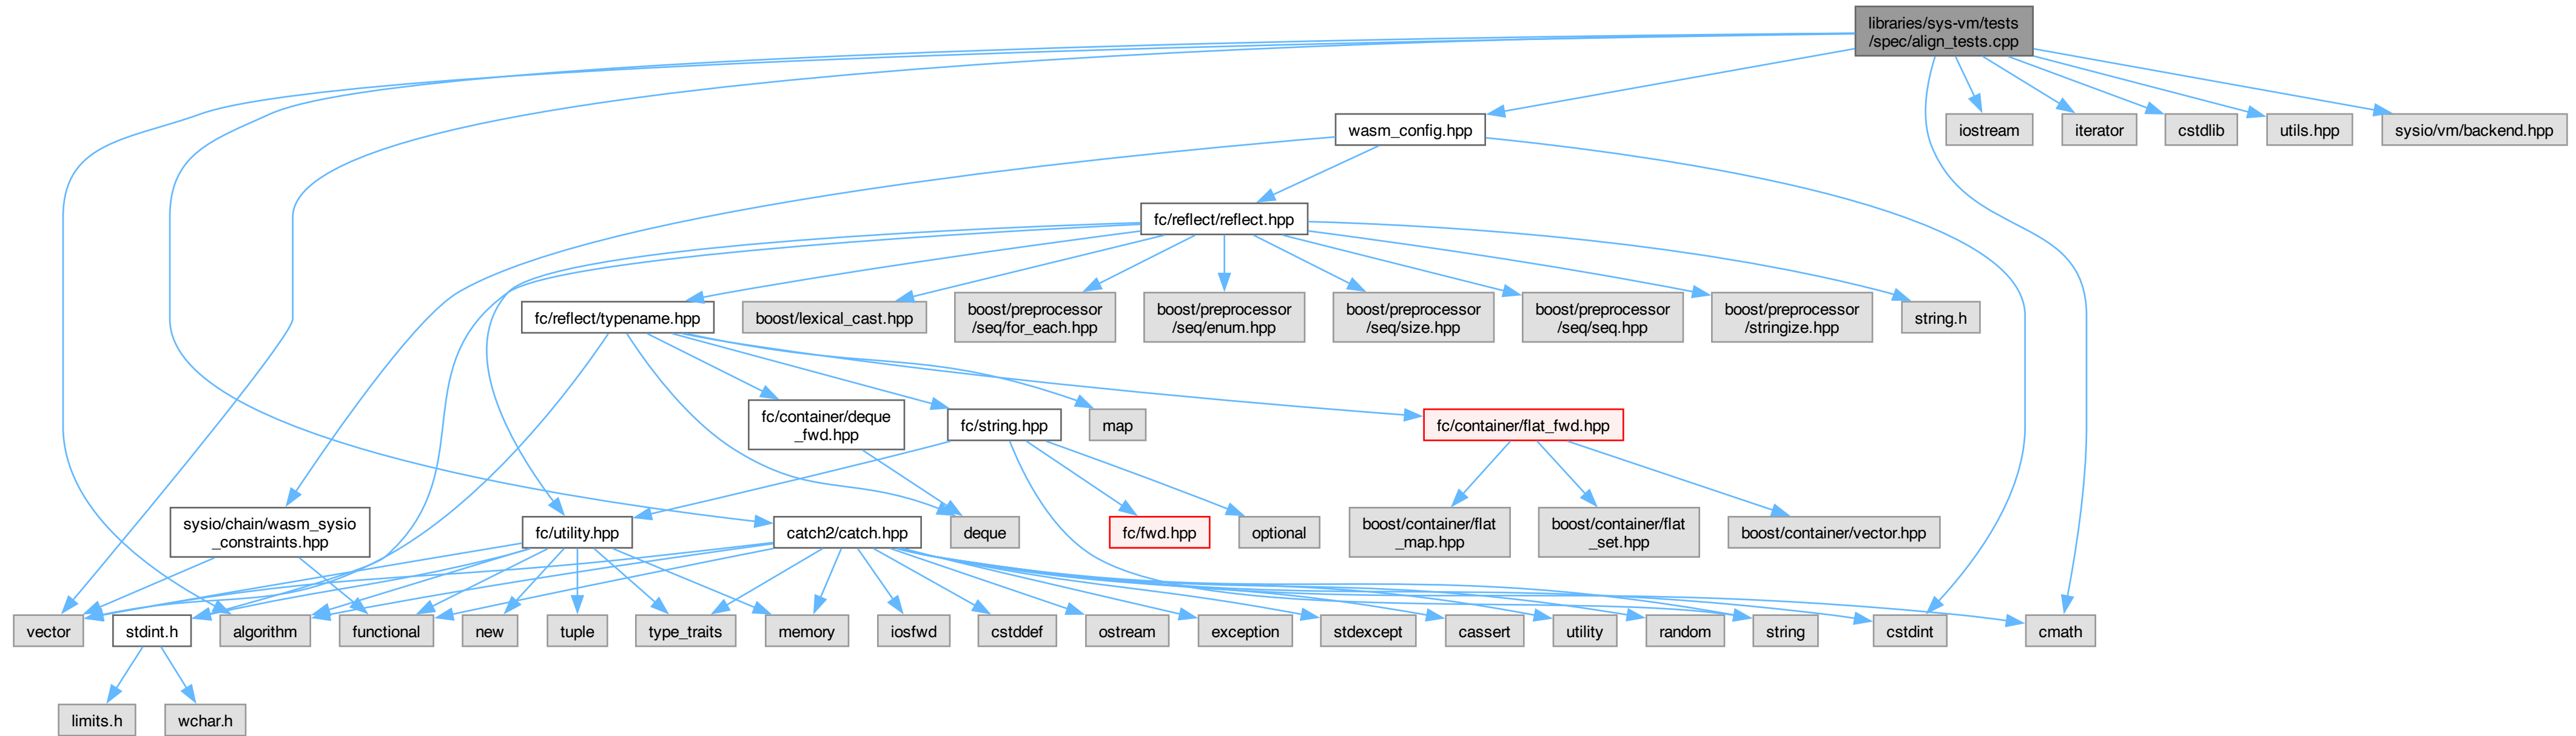 libraries/sys-vm/tests
/spec/align_tests.cpp
wasm_config.hpp
iostream
iterator
cstdlib
utils.hpp
sysio/vm/backend.hpp
fc/reflect/reflect.hpp
fc/reflect/typename.hpp
boost/lexical_cast.hpp
boost/preprocessor
/seq/for_each.hpp
boost/preprocessor
/seq/enum.hpp
boost/preprocessor
/seq/size.hpp
boost/preprocessor
/seq/seq.hpp
boost/preprocessor
/stringize.hpp
string.h
fc/container/deque
_fwd.hpp
fc/string.hpp
map
fc/container/flat_fwd.hpp
sysio/chain/wasm_sysio
_constraints.hpp
fc/utility.hpp
catch2/catch.hpp
deque
fc/fwd.hpp
optional
boost/container/flat
_map.hpp
boost/container/flat
_set.hpp
boost/container/vector.hpp
vector
stdint.h
algorithm
functional
new
tuple
type_traits
memory
iosfwd
cstddef
ostream
exception
stdexcept
cassert
utility
random
string
cstdint
cmath
limits.h
wchar.h